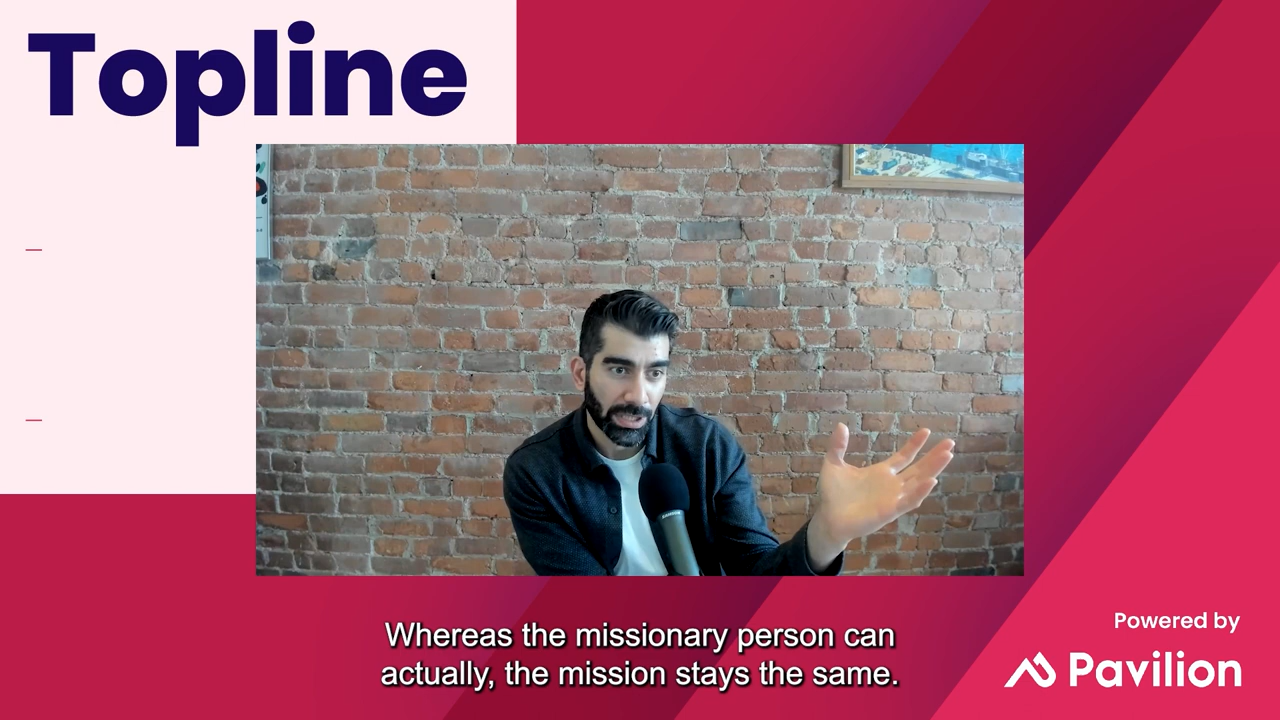 Topline
Whereas the missionary person can
actually, the mission stays the same.
Powered by
Pavilion